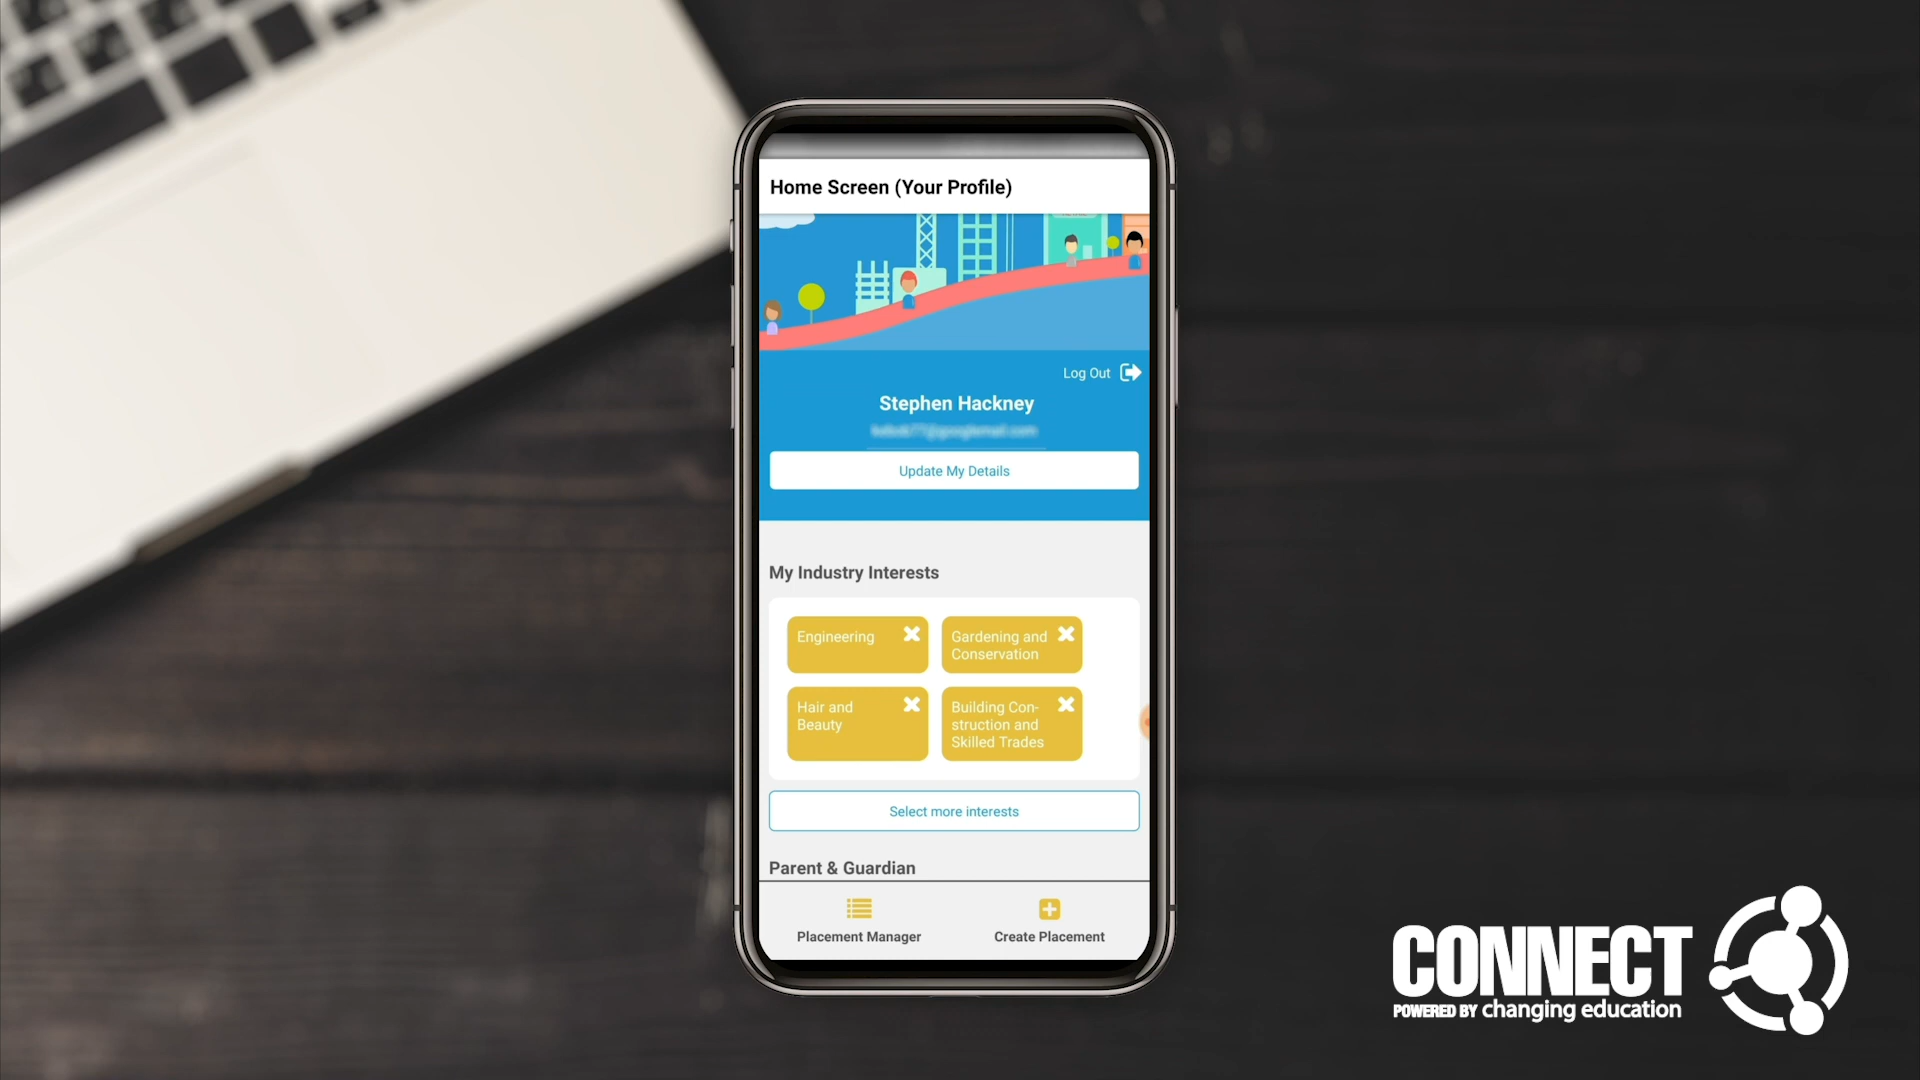 Home Screen (Your Profile)
Log Out
Stephen Hackney
Update My Details
My Industry Interests
Engineering
Gardening and
Conservation
Hair and
Beauty
Building Con-
struction and
Skilled Trades
Select more interests
Parent & Guardian
Placement Manager
Create Placement
CONNECT
POWERED BY changing education